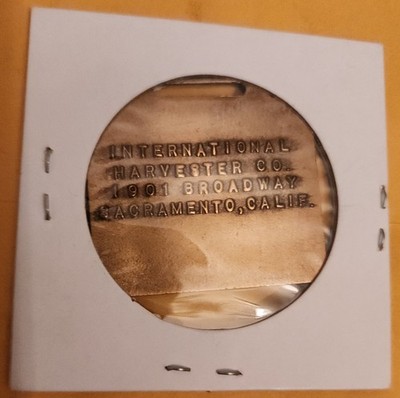 INTERNATIONAL
HARVESTER CO.
1901 BROADWAY
SACRAMENTO, CALIF.